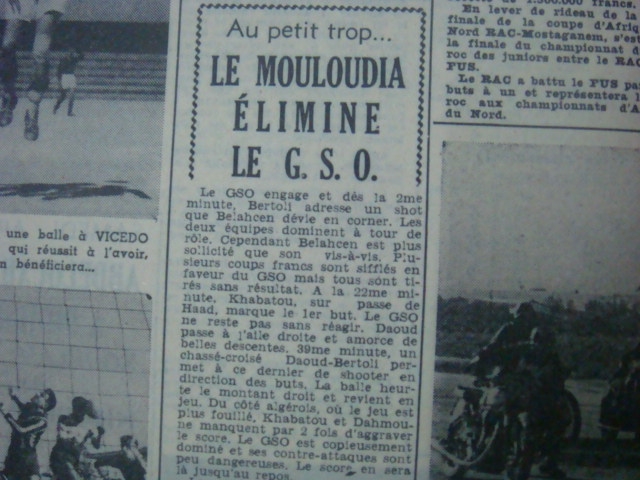 une balle à VICEDO
qui réussit à l'avoir,
n bénéficiera...
Au petit trop...
LE MOULOUDIA
ÉLIMINE
LE G. S. O.
Le GSO engage et dès la 2me
minute, Bertoli adresse un shot
que Belahcen dévie en corner. Les
deux équipes dominent à tour de
rôle. Cependant Belahcen est plus
sollicité que son vis-à-vis. Plu-
sieurs coups francs sont sifflés en
faveur du GSO mais tous sont ti-
rés sans résultat. A la 22me mi-
nute, Khabatou, sur passe de
Haad, marque le 1er but. Le GSO
ne reste pas sans réagir. Daoud
passe à l'aile droite et amorce de
belles descentes. 39me minute, un
chassé-croisé Daoud-Bertoli per-
met à ce dernier de shooter en
direction des buts. La balle heur-
te le montant droit et revient en
jeu. Du côté algérois, où le jeu est
plus fouillé, Khabatou et Dahmou-
ne manquent par 2 fois d'aggraver
le score. Le GSO est copieusement
dominé et ses contre-attaques sont
peu dangereuses. Le score en sera
là jusqu'au repos.
francs.
En lever de rideau de la
finale de la coupe d'Afriq
Nord RAC-Mostaganem, s'est
la finale du championnat d
roc des juniors entre le RAC
FUS.
Le RAC a battu le FUS pa
buts à un et représentera l
roc aux championnats d'A
du Nord.